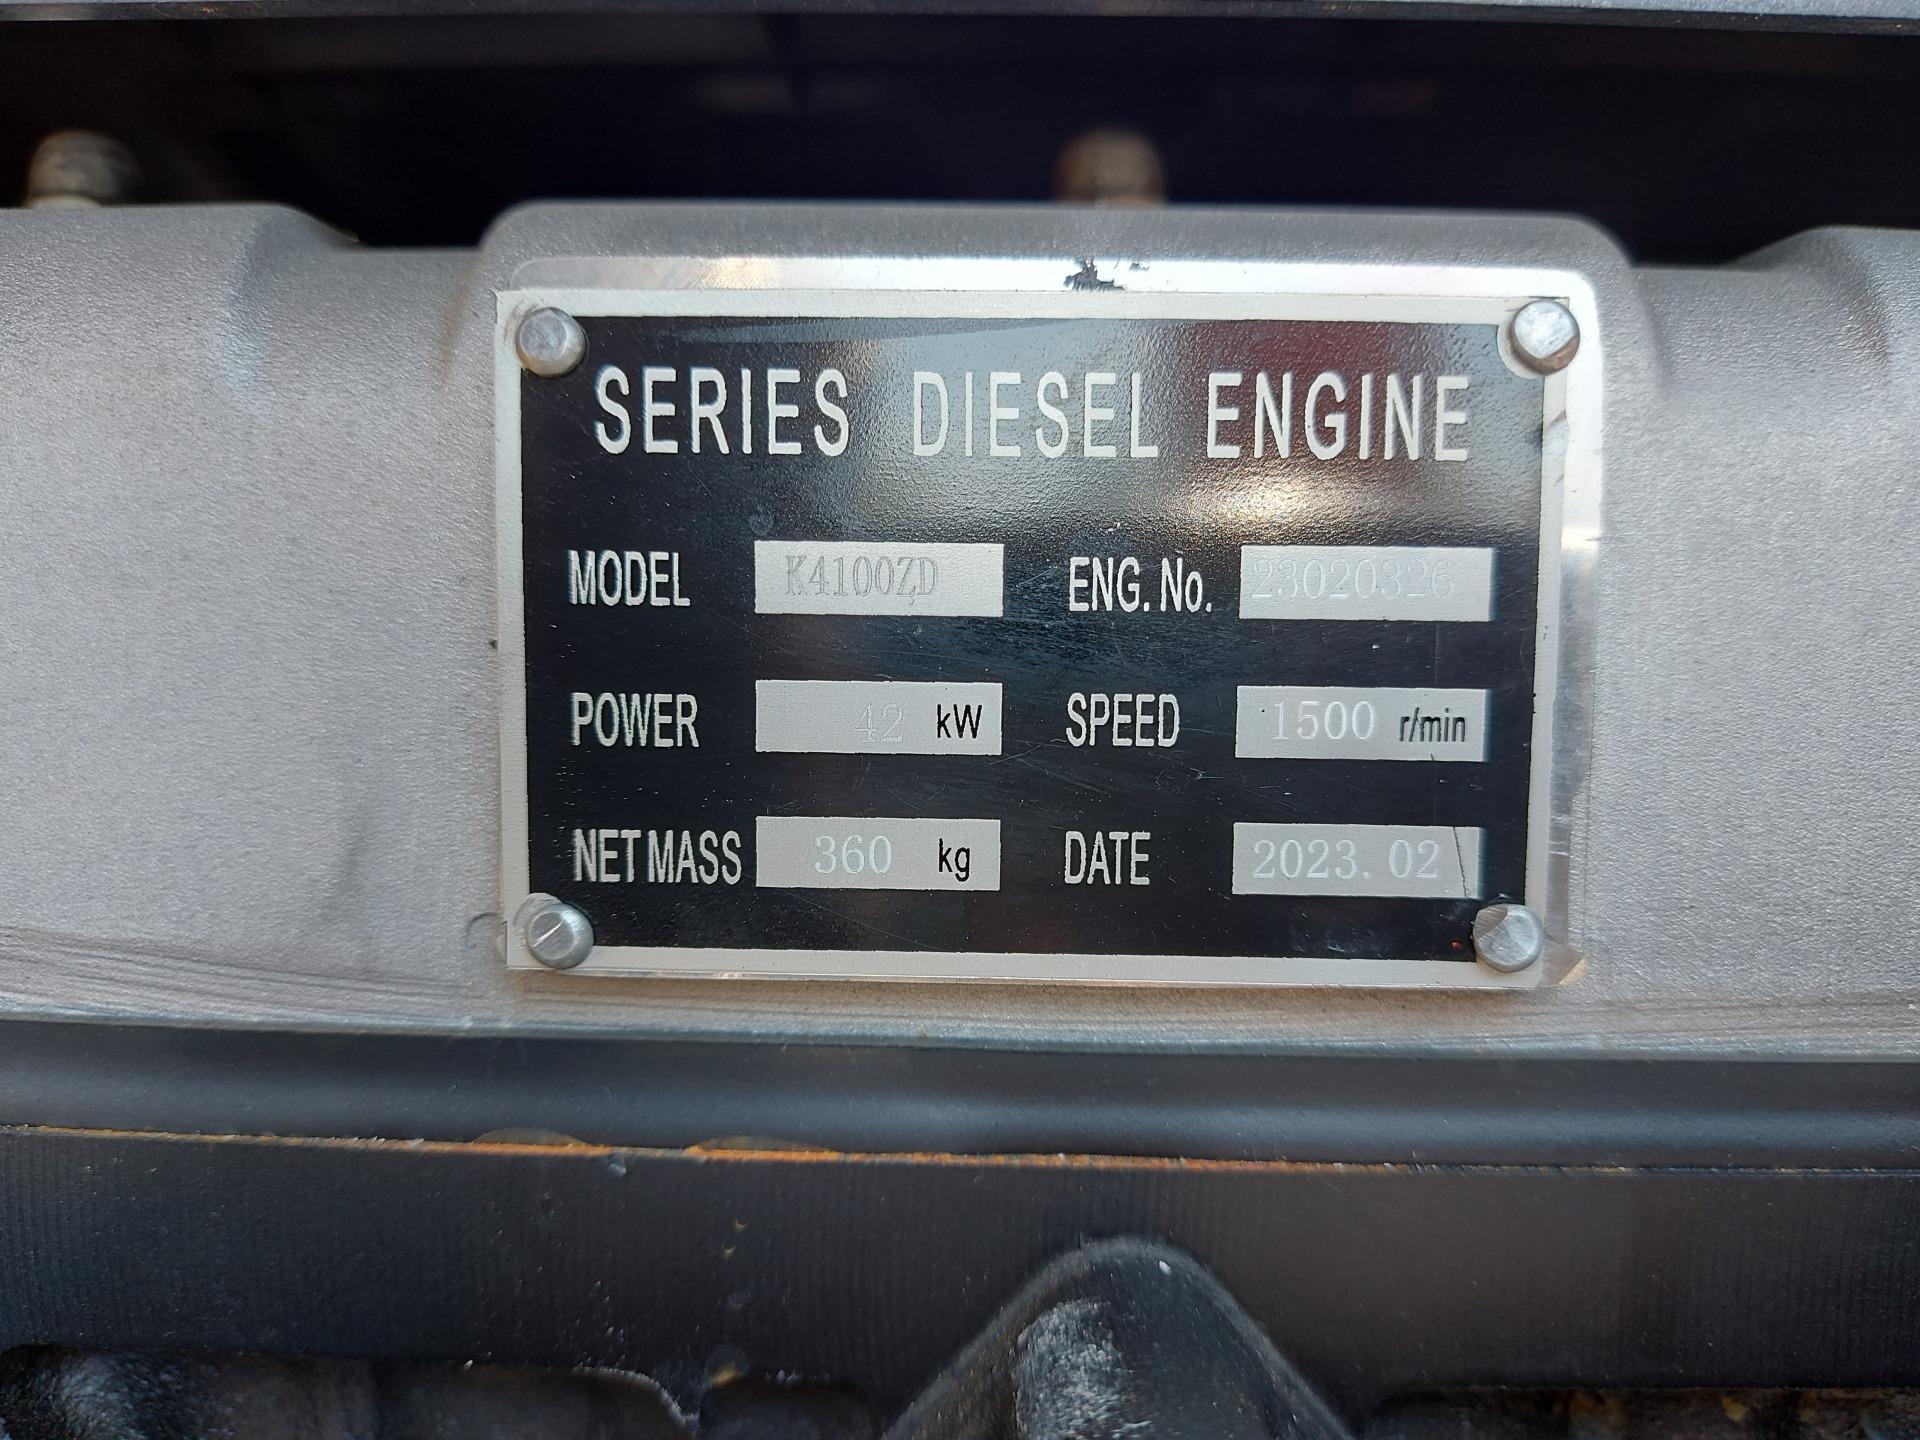 SERIES DIESEL ENGINE
MODEL K4100ZD ENG. No. 23020326
POWER 42 kW SPEED 1500 r/min
NET MASS 360 kg DATE 2023.02